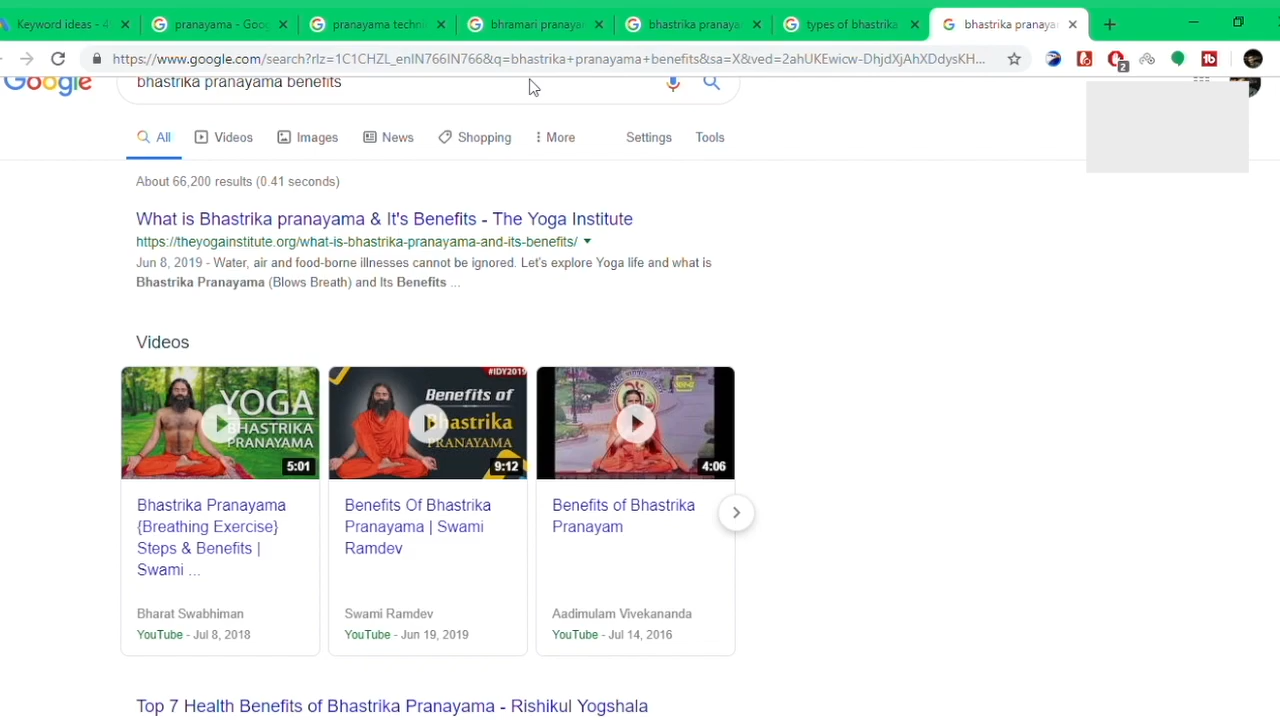 Keyword ideas - 4
pranayama - Goo
pranayama techni
bhramari pranaya
bhastrika pranaya
types of bhastrika
bhastrika pranaya
https://www.google.com/search?rlz=1C1CHZL_enIN766IN766&q=bhastrika+pranayama+benefits&sa=X&ved=2ahUKEwicw-DhjdXjAhXDdysKH...
2
Google
bhastrika pranayama benefits
All
Videos
Images
News
Shopping
More
Settings
Tools
About 66,200 results (0.41 seconds)
What is Bhastrika pranayama & It's Benefits - The Yoga Institute
https://theyogainstitute.org/what-is-bhastrika-pranayama-and-its-benefits/
Jun 8, 2019 - Water, air and food-borne illnesses cannot be ignored. Let's explore Yoga life and what is
Bhastrika Pranayama (Blows Breath) and Its Benefits ...
Videos
YOGA
BHASTRIKA
PRANAYAMA
5:01
#IDY2019
Benefits of
Bhastrika
PRANAYAMA
9:12
4:06
Bhastrika Pranayama
{Breathing Exercise}
Steps & Benefits |
Swami ...
Bharat Swabhiman
YouTube - Jul 8, 2018
Benefits Of Bhastrika
Pranayama | Swami
Ramdev
Swami Ramdev
YouTube - Jun 19, 2019
Benefits of Bhastrika
Pranayam
Aadimulam Vivekananda
YouTube - Jul 14, 2016
Top 7 Health Benefits of Bhastrika Pranayama - Rishikul Yogshala